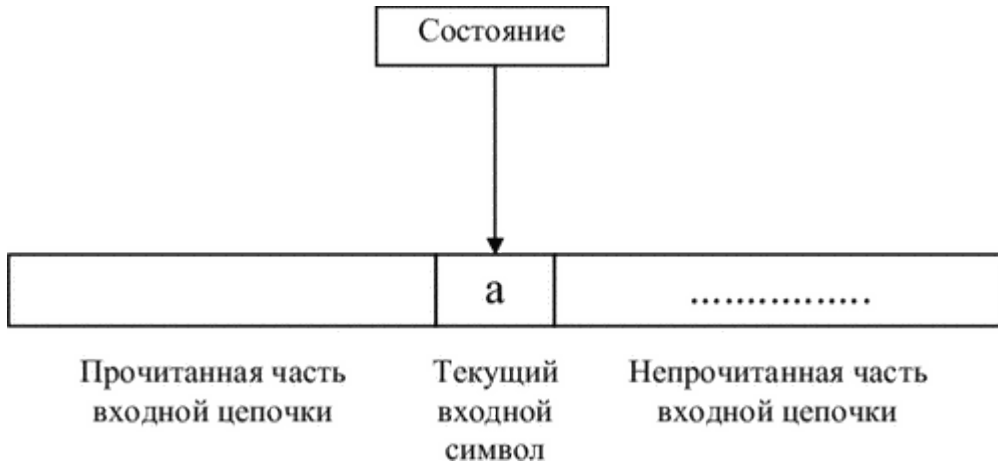 Состояние
а
.................
Прочитанная часть
входной цепочки
Текущий
входной
символ
Непрочитанная часть
входной цепочки